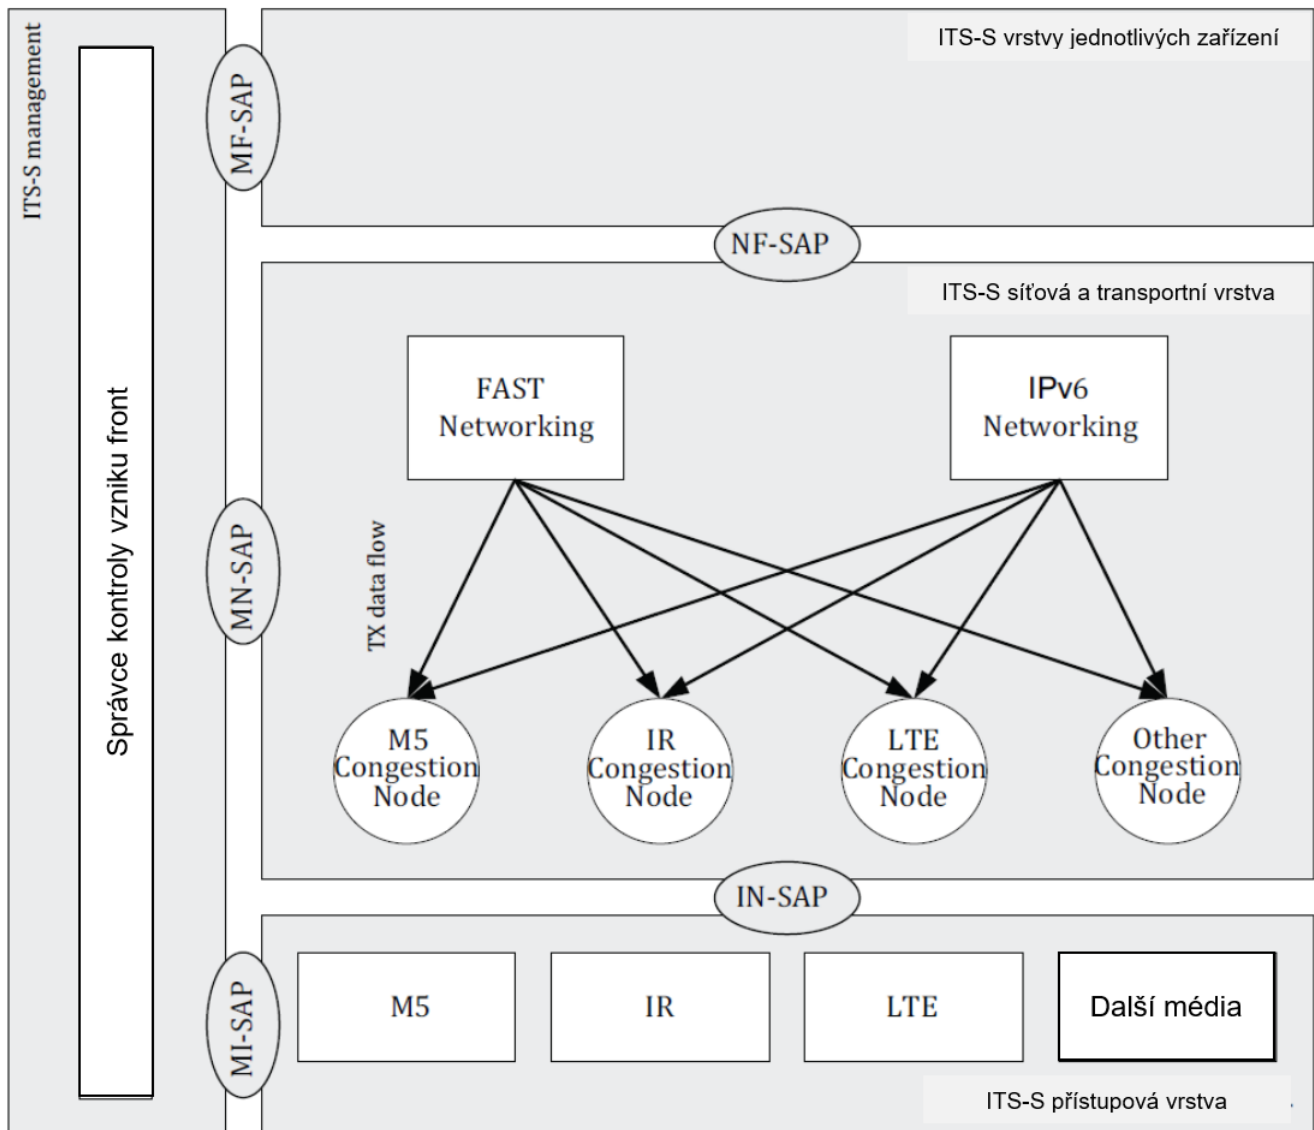 ITS-S management
Správce kontroly vzniku front
MF-SAP
ITS-S vrstvy jednotlivých zařízení
NF-SAP
ITS-S síťová a transportní vrstva
FAST
Networking
IPv6
Networking
MN-SAP
TX data flow
M5
Congestion
Node
IR
Congestion
Node
LTE
Congestion
Node
Other
Congestion
Node
IN-SAP
MI-SAP
M5
IR
LTE
Další média
ITS-S přístupová vrstva